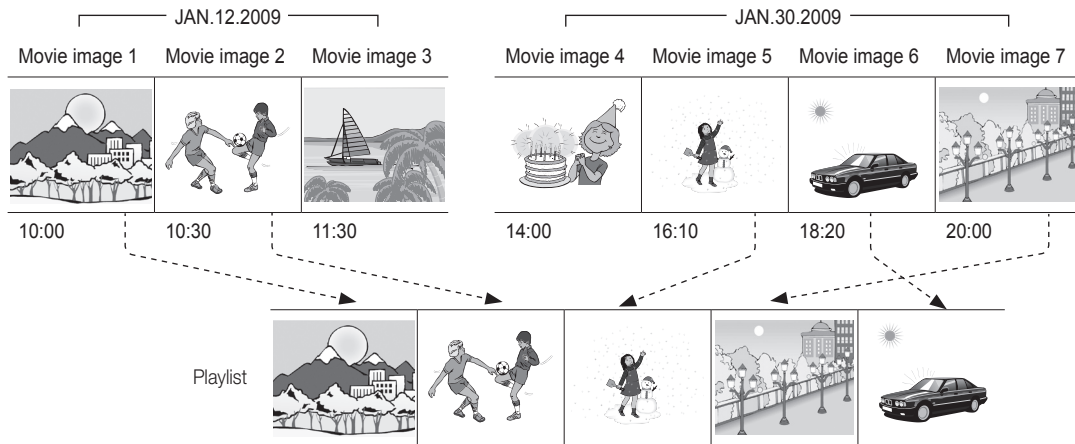 JAN.12.2009 JAN.30.2009
Movie image 1 Movie image 2 Movie image 3 Movie image 4 Movie image 5 Movie image 6 Movie image 7
10:00 10:30 11:30 14:00 16:10 18:20 20:00
Playlist